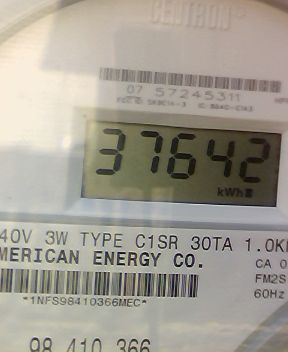 CENTRON
07 57245311
37642
kWh
40V 3W TYPE C1SR 30TA 1.0K
MERICAN ENERGY CO.
CA 0
FM2S
60Hz
*1NFS98410366MEC*
98 410 366